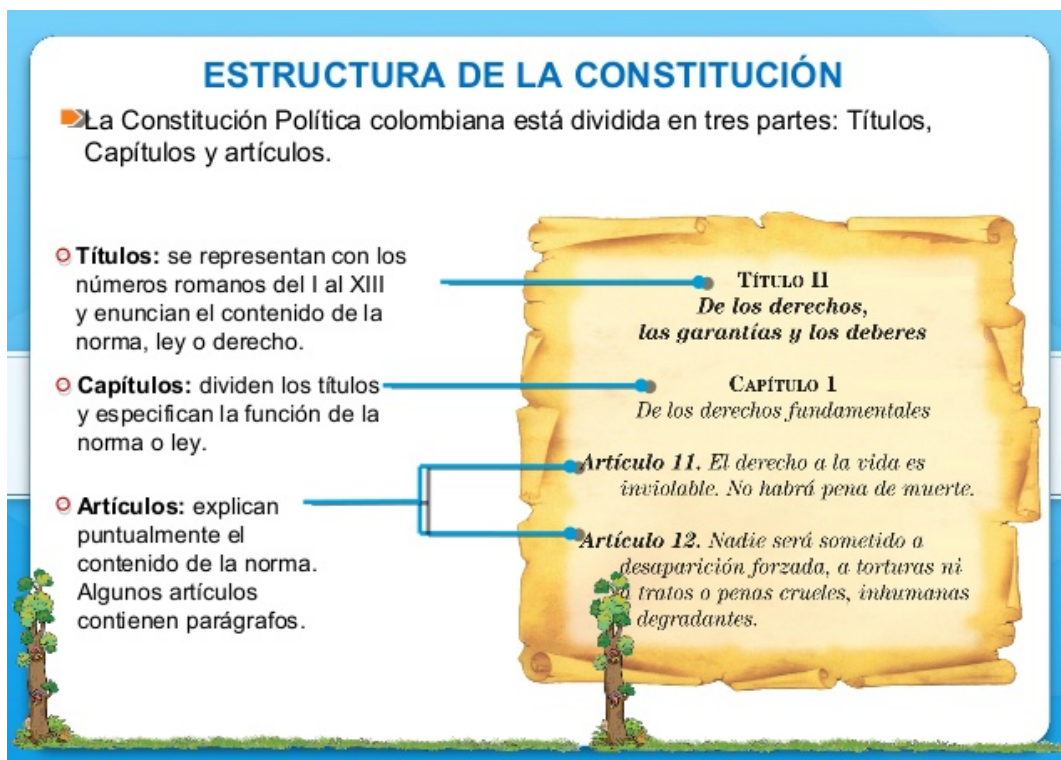 ESTRUCTURA DE LA CONSTITUCIÓN
La Constitución Política colombiana está dividida en tres partes: Títulos,
Capítulos y artículos.
Títulos: se representan con los
números romanos del I al XIII
y enuncian el contenido de la
norma, ley o derecho.
Capítulos: dividen los títulos
y especifican la función de la
norma o ley.
Artículos: explican
puntualmente el
contenido de la norma.
Algunos artículos
contienen parágrafos.
TÍTULO II
De los derechos,
las garantías y los deberes
CAPÍTULO 1
De los derechos fundamentales
Artículo 11. El derecho a la vida es
inviolable. No habrá pena de muerte.
Artículo 12. Nadie será sometido a
desaparición forzada, a torturas ni
tratos o penas crueles, inhumanas
degradantes.